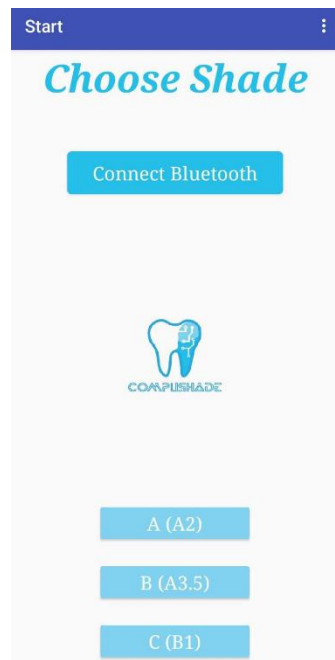 Start
Choose Shade
Connect Bluetooth
COMPUSHADE
A (A2)
B (A3.5)
C (B1)